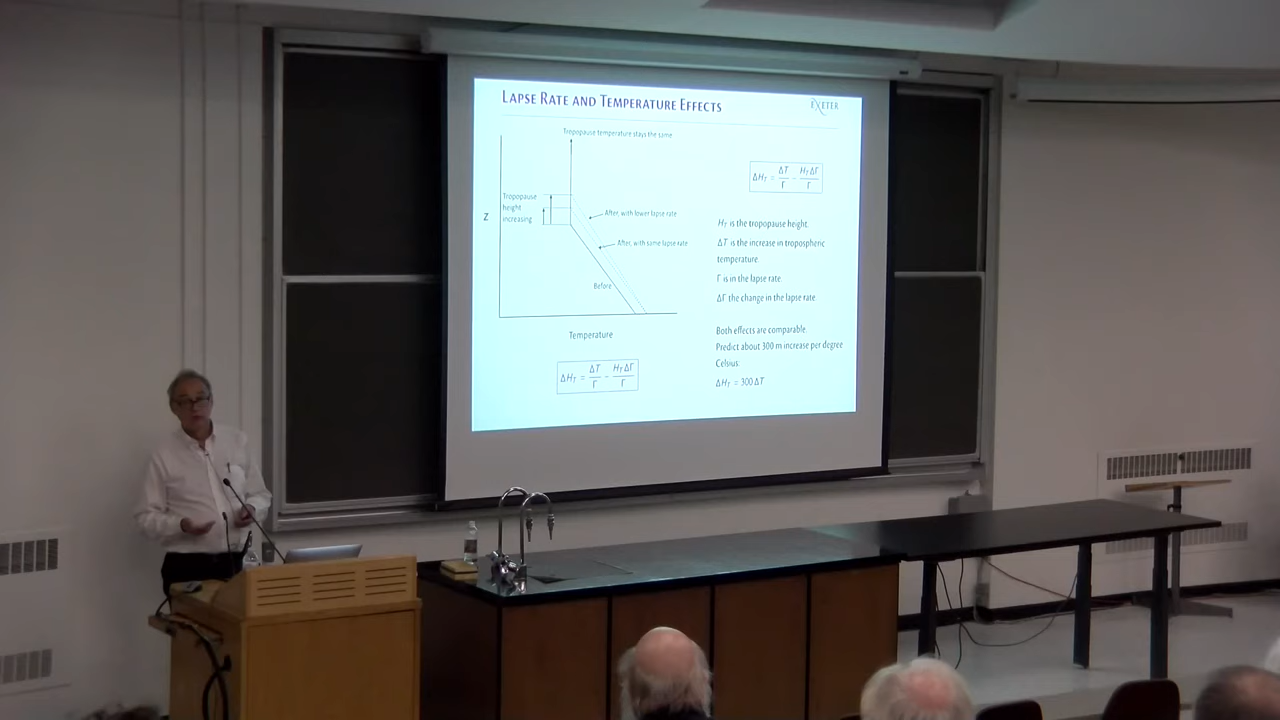 LAPSE RATE AND TEMPERATURE EFFECTS
EXETER
Tropopause temperature stays the same
Tropopause
height
increasing
Z
After, with lower lapse rate
After, with same lapse rate
Before
Temperature
ΔH_T = ΔT/Γ − H_TΔΓ/Γ
ΔH_T = ΔT/Γ − H_TΔΓ/Γ
H_T is the tropopause height.
ΔT is the increase in tropospheric
temperature.
Γ is in the lapse rate.
ΔΓ the change in the lapse rate
Both effects are comparable
Predict about 300 m increase per degree
Celsius:
ΔH_T = 300ΔT